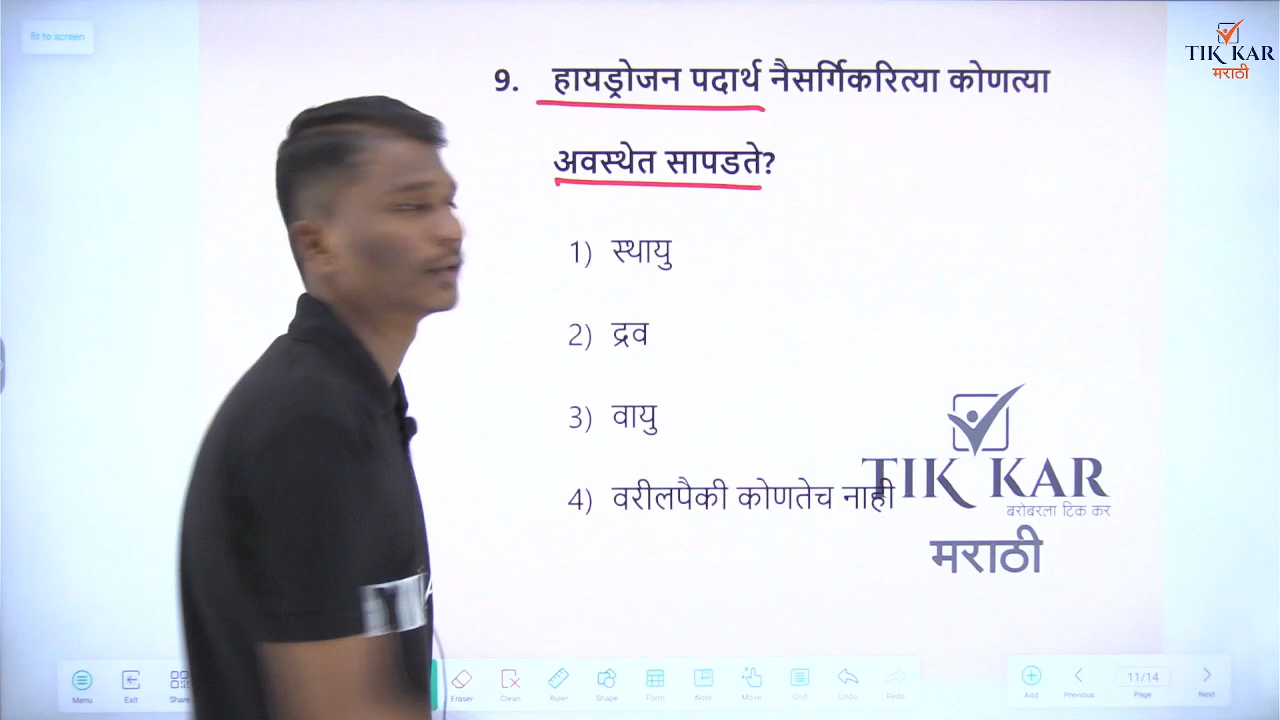 fit to screen
TIK KAR
मराठी
9. हायड्रोजन पदार्थ नैसर्गिकरित्या कोणत्या
अवस्थेत सापडते?
1) स्थायु
2) द्रव
3) वायु
4) वरीलपैकी कोणतेच नाही
TIK KAR
बरोबरला टिक कर
मराठी
Menu Exit Share Eraser Clean Ruler Shape Form Note Move Grid Undo Redo Add Previous 11/14 Page Next